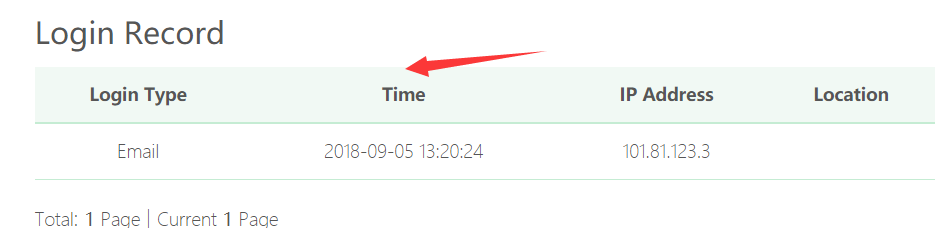 Login Record
Login Type Time IP Address Location
Email 2018-09-05 13:20:24 101.81.123.3
Total: 1 Page | Current 1 Page